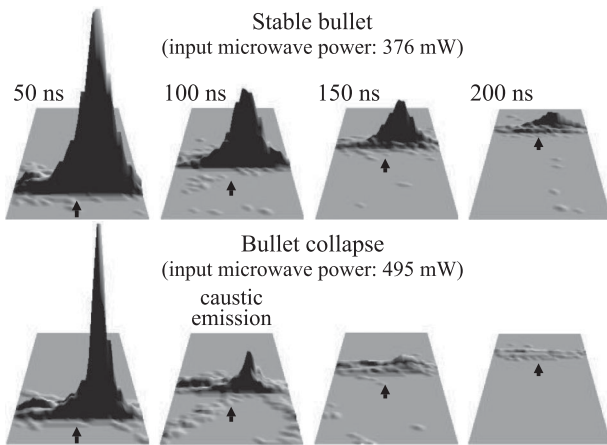 Stable bullet
(input microwave power: 376 mW)
50 ns
100 ns
150 ns
200 ns
Bullet collapse
(input microwave power: 495 mW)
caustic
emission